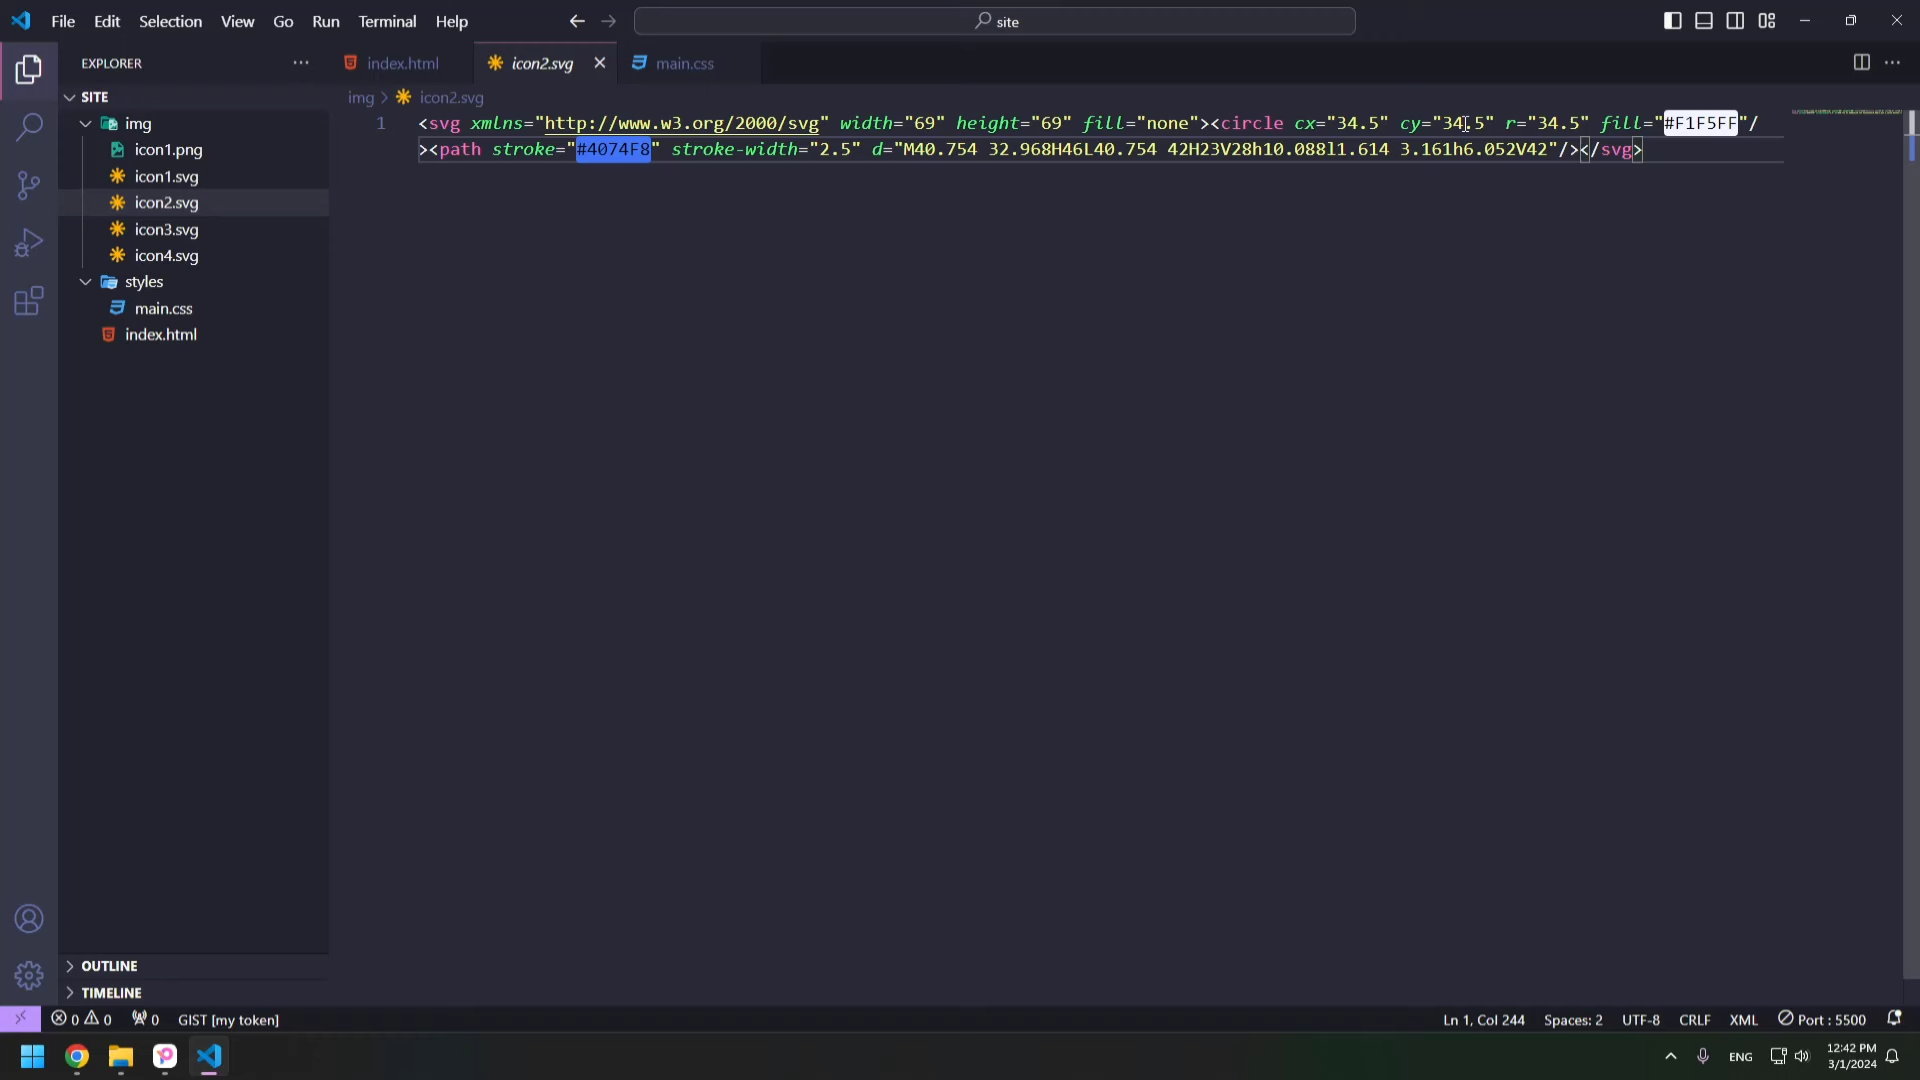 File Edit Selection View Go Run Terminal Help
site
EXPLORER
index.html
icon2.svg
main.css
SITE
img > icon2.svg
img
icon1.png
icon1.svg
icon2.svg
icon3.svg
icon4.svg
styles
main.css
index.html
1
<svg xmlns="http://www.w3.org/2000/svg" width="69" height="69" fill="none"><circle cx="34.5" cy="34.5" r="34.5" fill="#F1F5FF"/
><path stroke="#4074F8" stroke-width="2.5" d="M40.754 32.968H46L40.754 42H23V28h10.088l1.614 3.161h6.052V42"/></svg>
OUTLINE
TIMELINE
0 0 0 GIST [my token]
Ln 1, Col 244 Spaces: 2 UTF-8 CRLF XML Port : 5500
ENG
12:42 PM
3/1/2024